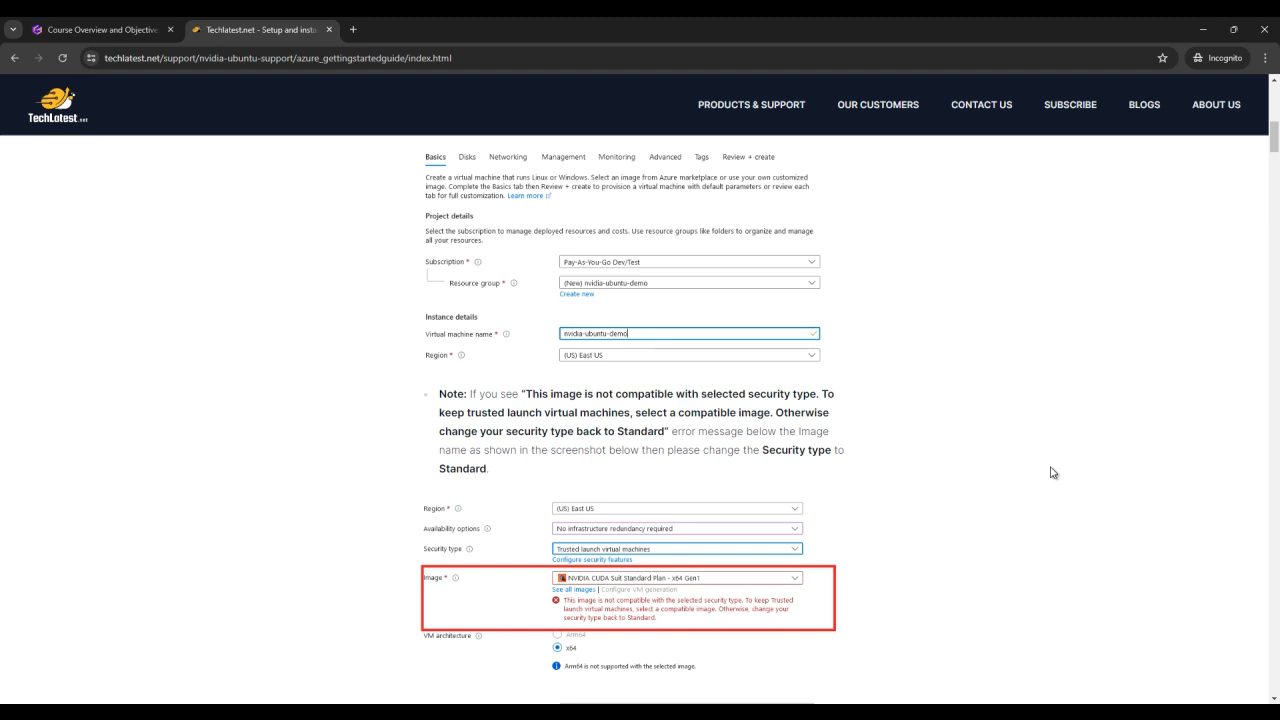 Course Overview and Objective
Techlatest.net - Setup and insta
techlatest.net/support/nvidia-ubuntu-support/azure_gettingstartedguide/index.html
Incognito
TechLatest.net
PRODUCTS & SUPPORT
OUR CUSTOMERS
CONTACT US
SUBSCRIBE
BLOGS
ABOUT US
Basics Disks Networking Management Monitoring Advanced Tags Review + create
Create a virtual machine that runs Linux or Windows. Select an image from Azure marketplace or use your own customized
image. Complete the Basics tab then Review + create to provision a virtual machine with default parameters or review each
tab for full customization. Learn more
Project details
Select the subscription to manage deployed resources and costs. Use resource groups like folders to organize and manage
all your resources.
Subscription * Pay-As-You-Go Dev/Test
Resource group * (New) nvidia-ubuntu-demo
Create new
Instance details
Virtual machine name * nvidia-ubuntu-demo
Region * (US) East US
Note: If you see “This image is not compatible with selected security type. To
keep trusted launch virtual machines, select a compatible image. Otherwise
change your security type back to Standard” error message below the Image
name as shown in the screenshot below then please change the Security type to
Standard.
Region * (US) East US
Availability options No infrastructure redundancy required
Security type Trusted launch virtual machines
Configure security features
Image * NVIDIA CUDA Suit Standard Plan - x64 Gen1
See all images | Configure VM generation
This image is not compatible with the selected security type. To keep Trusted
launch virtual machines, select a compatible image. Otherwise, change your
security type back to Standard.
VM architecture Arm64
x64
Arm64 is not supported with the selected image.